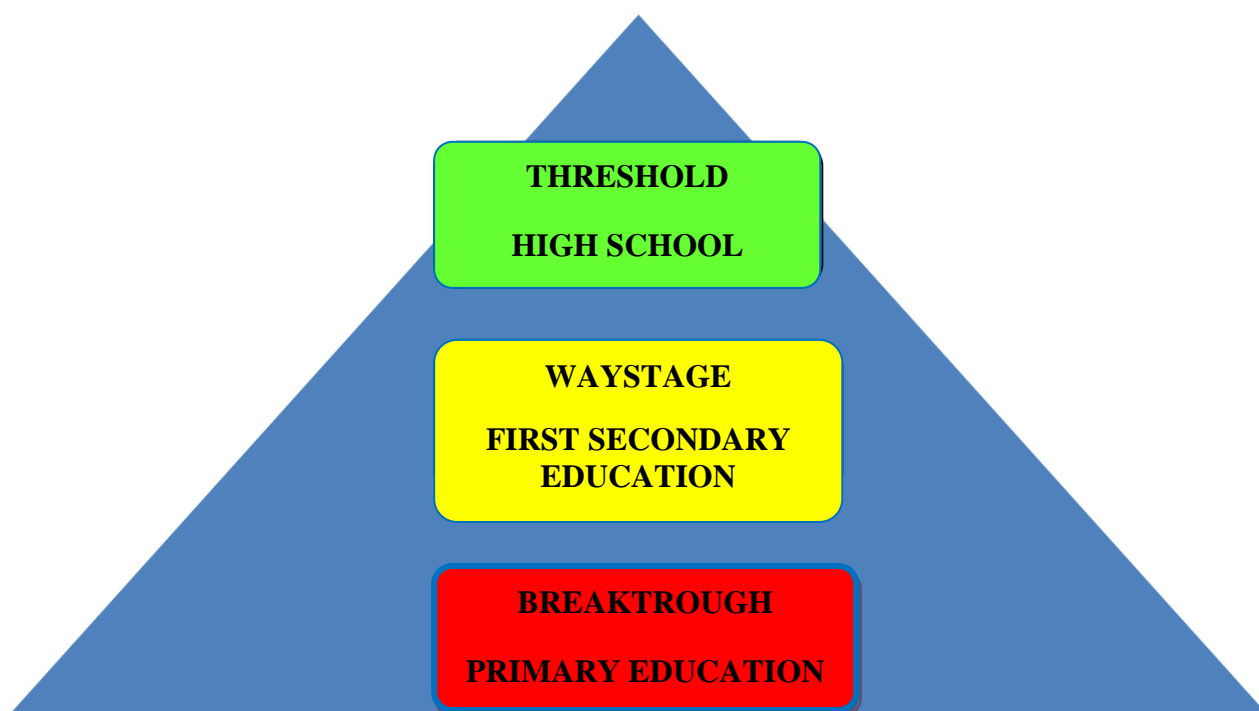 THRESHOLD
HIGH SCHOOL
WAYSTAGE
FIRST SECONDARY
EDUCATION
BREAKTROUGH
PRIMARY EDUCATION